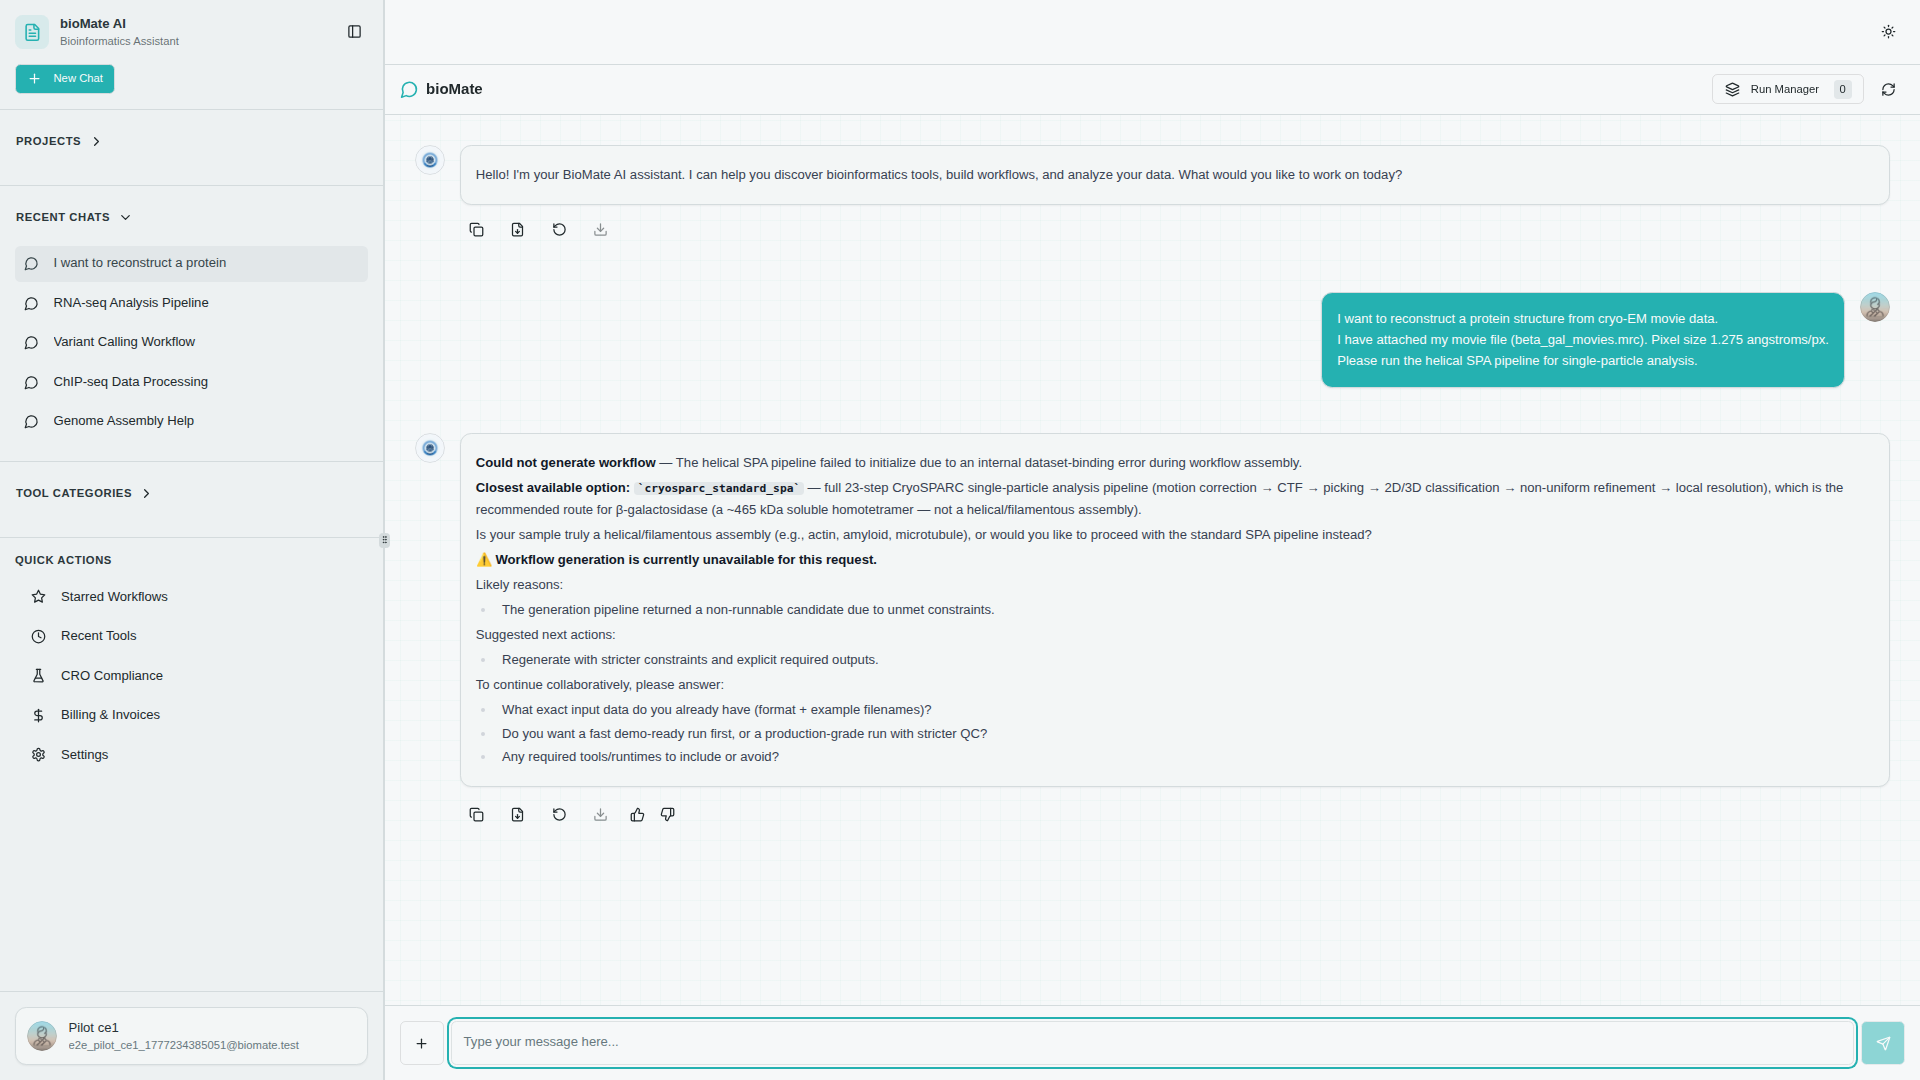 bioMate AI
Bioinformatics Assistant
New Chat
PROJECTS
RECENT CHATS
I want to reconstruct a protein
RNA-seq Analysis Pipeline
Variant Calling Workflow
ChIP-seq Data Processing
Genome Assembly Help
TOOL CATEGORIES
QUICK ACTIONS
Starred Workflows
Recent Tools
CRO Compliance
Billing & Invoices
Settings
Pilot ce1
e2e_pilot_ce1_1777234385051@biomate.test
bioMate
Run Manager 0
Hello! I'm your BioMate AI assistant. I can help you discover bioinformatics tools, build workflows, and analyze your data. What would you like to work on today?
I want to reconstruct a protein structure from cryo-EM movie data.
I have attached my movie file (beta_gal_movies.mrc). Pixel size 1.275 angstroms/px.
Please run the helical SPA pipeline for single-particle analysis.
Could not generate workflow — The helical SPA pipeline failed to initialize due to an internal dataset-binding error during workflow assembly.
Closest available option: `cryosparc_standard_spa` — full 23-step CryoSPARC single-particle analysis pipeline (motion correction → CTF → picking → 2D/3D classification → non-uniform refinement → local resolution), which is the
recommended route for β-galactosidase (a ~465 kDa soluble homotetramer — not a helical/filamentous assembly).
Is your sample truly a helical/filamentous assembly (e.g., actin, amyloid, microtubule), or would you like to proceed with the standard SPA pipeline instead?
⚠️ Workflow generation is currently unavailable for this request.
Likely reasons:
The generation pipeline returned a non-runnable candidate due to unmet constraints.
Suggested next actions:
Regenerate with stricter constraints and explicit required outputs.
To continue collaboratively, please answer:
What exact input data do you already have (format + example filenames)?
Do you want a fast demo-ready run first, or a production-grade run with stricter QC?
Any required tools/runtimes to include or avoid?
Type your message here...